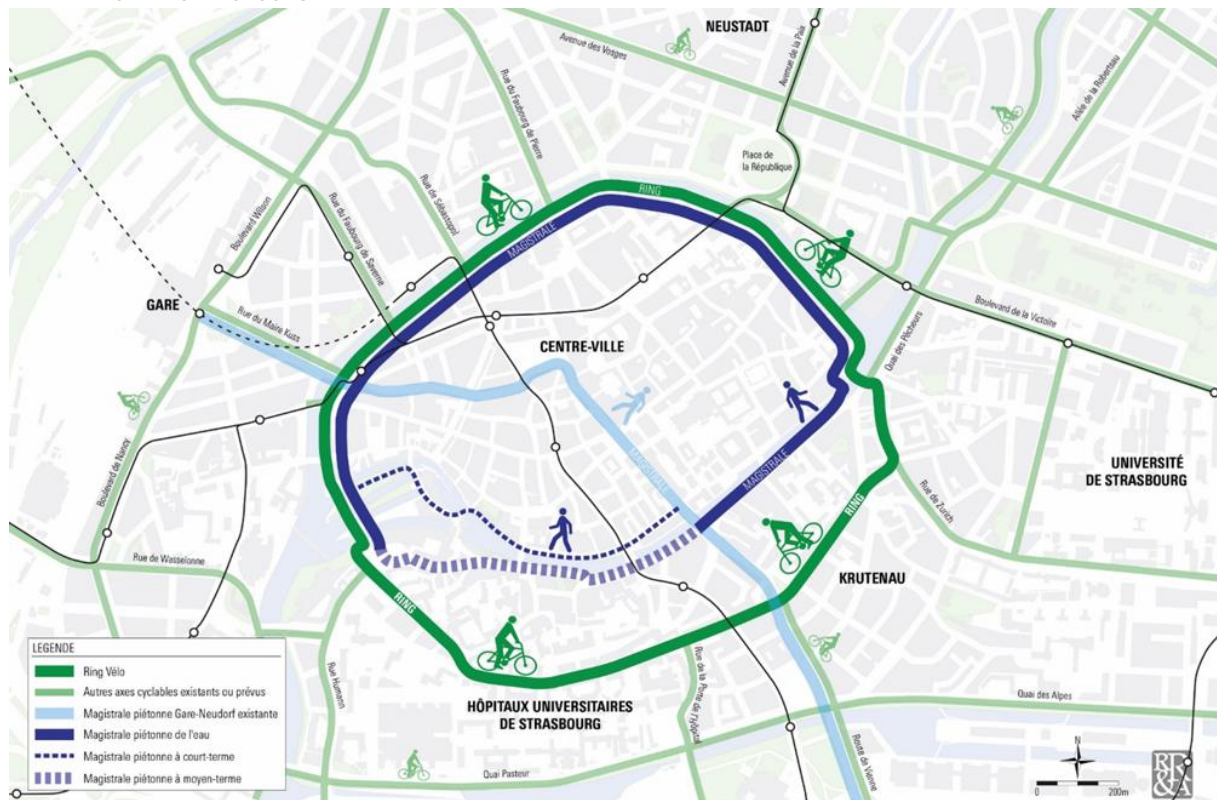 NEUSTADT
Avenue des Vosges
Avenue de la Paix
Allée de la Robertsau
Rue du Faubourg de Pierre
Place de
la République
Rue de Sébastopol
RING
MAGISTRALE
Boulevard Wilson
Rue du Faubourg de Saverne
GARE
Rue du Maire Kuss
Boulevard de la Victoire
Quai des Pêcheurs
CENTRE-VILLE
Boulevard de Nancy
MAGISTRALE
MAGISTRALE
UNIVERSITÉ
DE STRASBOURG
Rue de Zurich
RING
Rue de Wasselonne
KRUTENAU
RING
LEGENDE
Ring Vélo
Autres axes cyclables existants ou prévus
Magistrale piétonne Gare-Neudorf existante
Magistrale piétonne de l'eau
Magistrale piétonne à court-terme
Magistrale piétonne à moyen-terme
Rue Humann
HÔPITAUX UNIVERSITAIRES
DE STRASBOURG
Rue de la Porte de l'Hôpital
Quai des Alpes
Route de Vienne
Quai Pasteur
N
0 200m